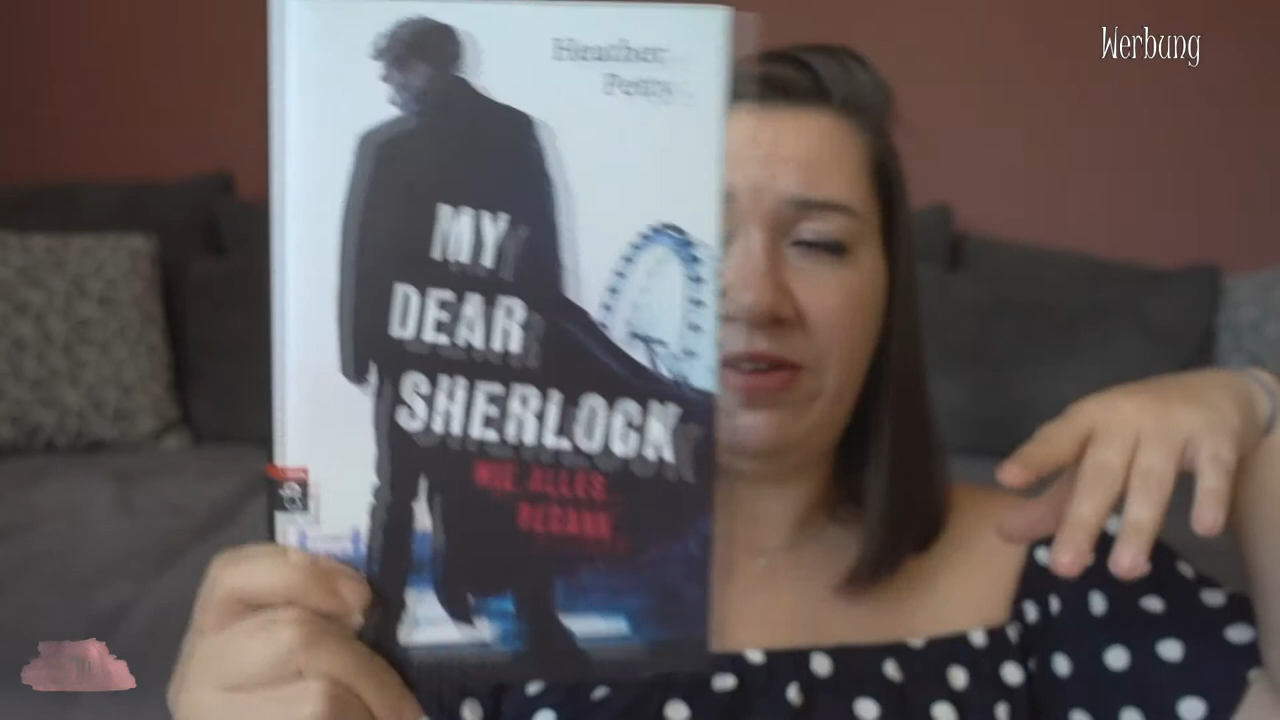 Werbung
Heather
Petty
MY
DEAR
SHERLOCK
WIE ALLES
BEGANN